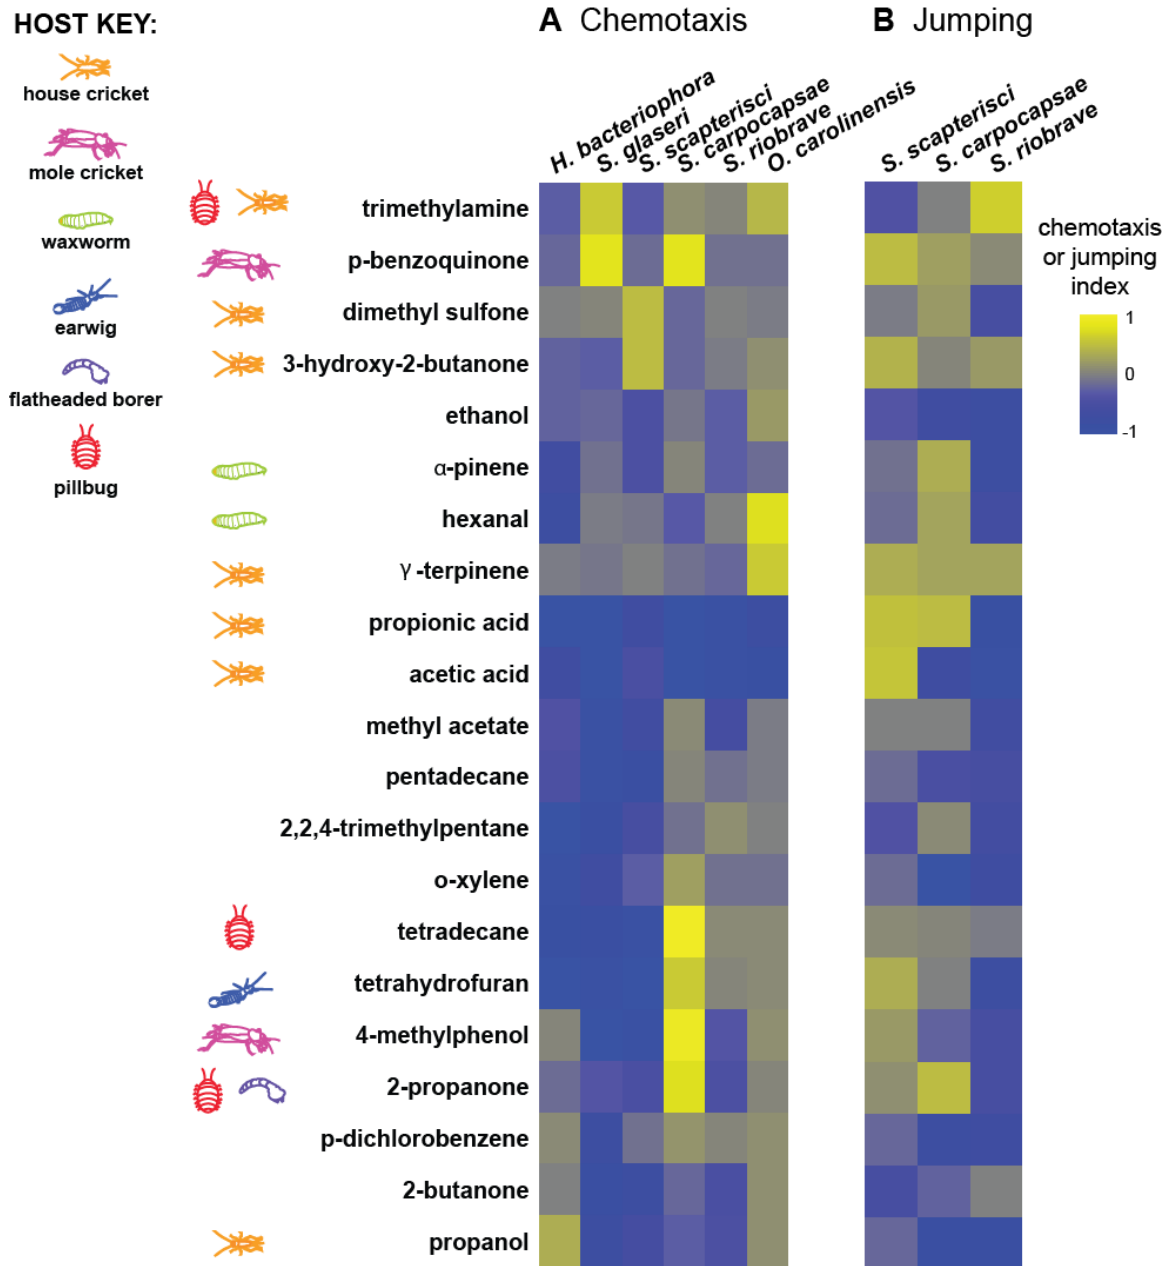 HOST KEY:
house cricket
mole cricket
waxworm
earwig
flatheaded borer
pillbug
A Chemotaxis
H. bacteriophora
S. glaseri
S. scapterisci
S. carpocapsae
S. riobrave
O. carolinensis
B Jumping
S. scapterisci
S. carpocapsae
S. riobrave
trimethylamine
p-benzoquinone
dimethyl sulfone
3-hydroxy-2-butanone
ethanol
α-pinene
hexanal
γ-terpinene
propionic acid
acetic acid
methyl acetate
pentadecane
2,2,4-trimethylpentane
o-xylene
tetradecane
tetrahydrofuran
4-methylphenol
2-propanone
p-dichlorobenzene
2-butanone
propanol
chemotaxis
or jumping
index
1
0
-1